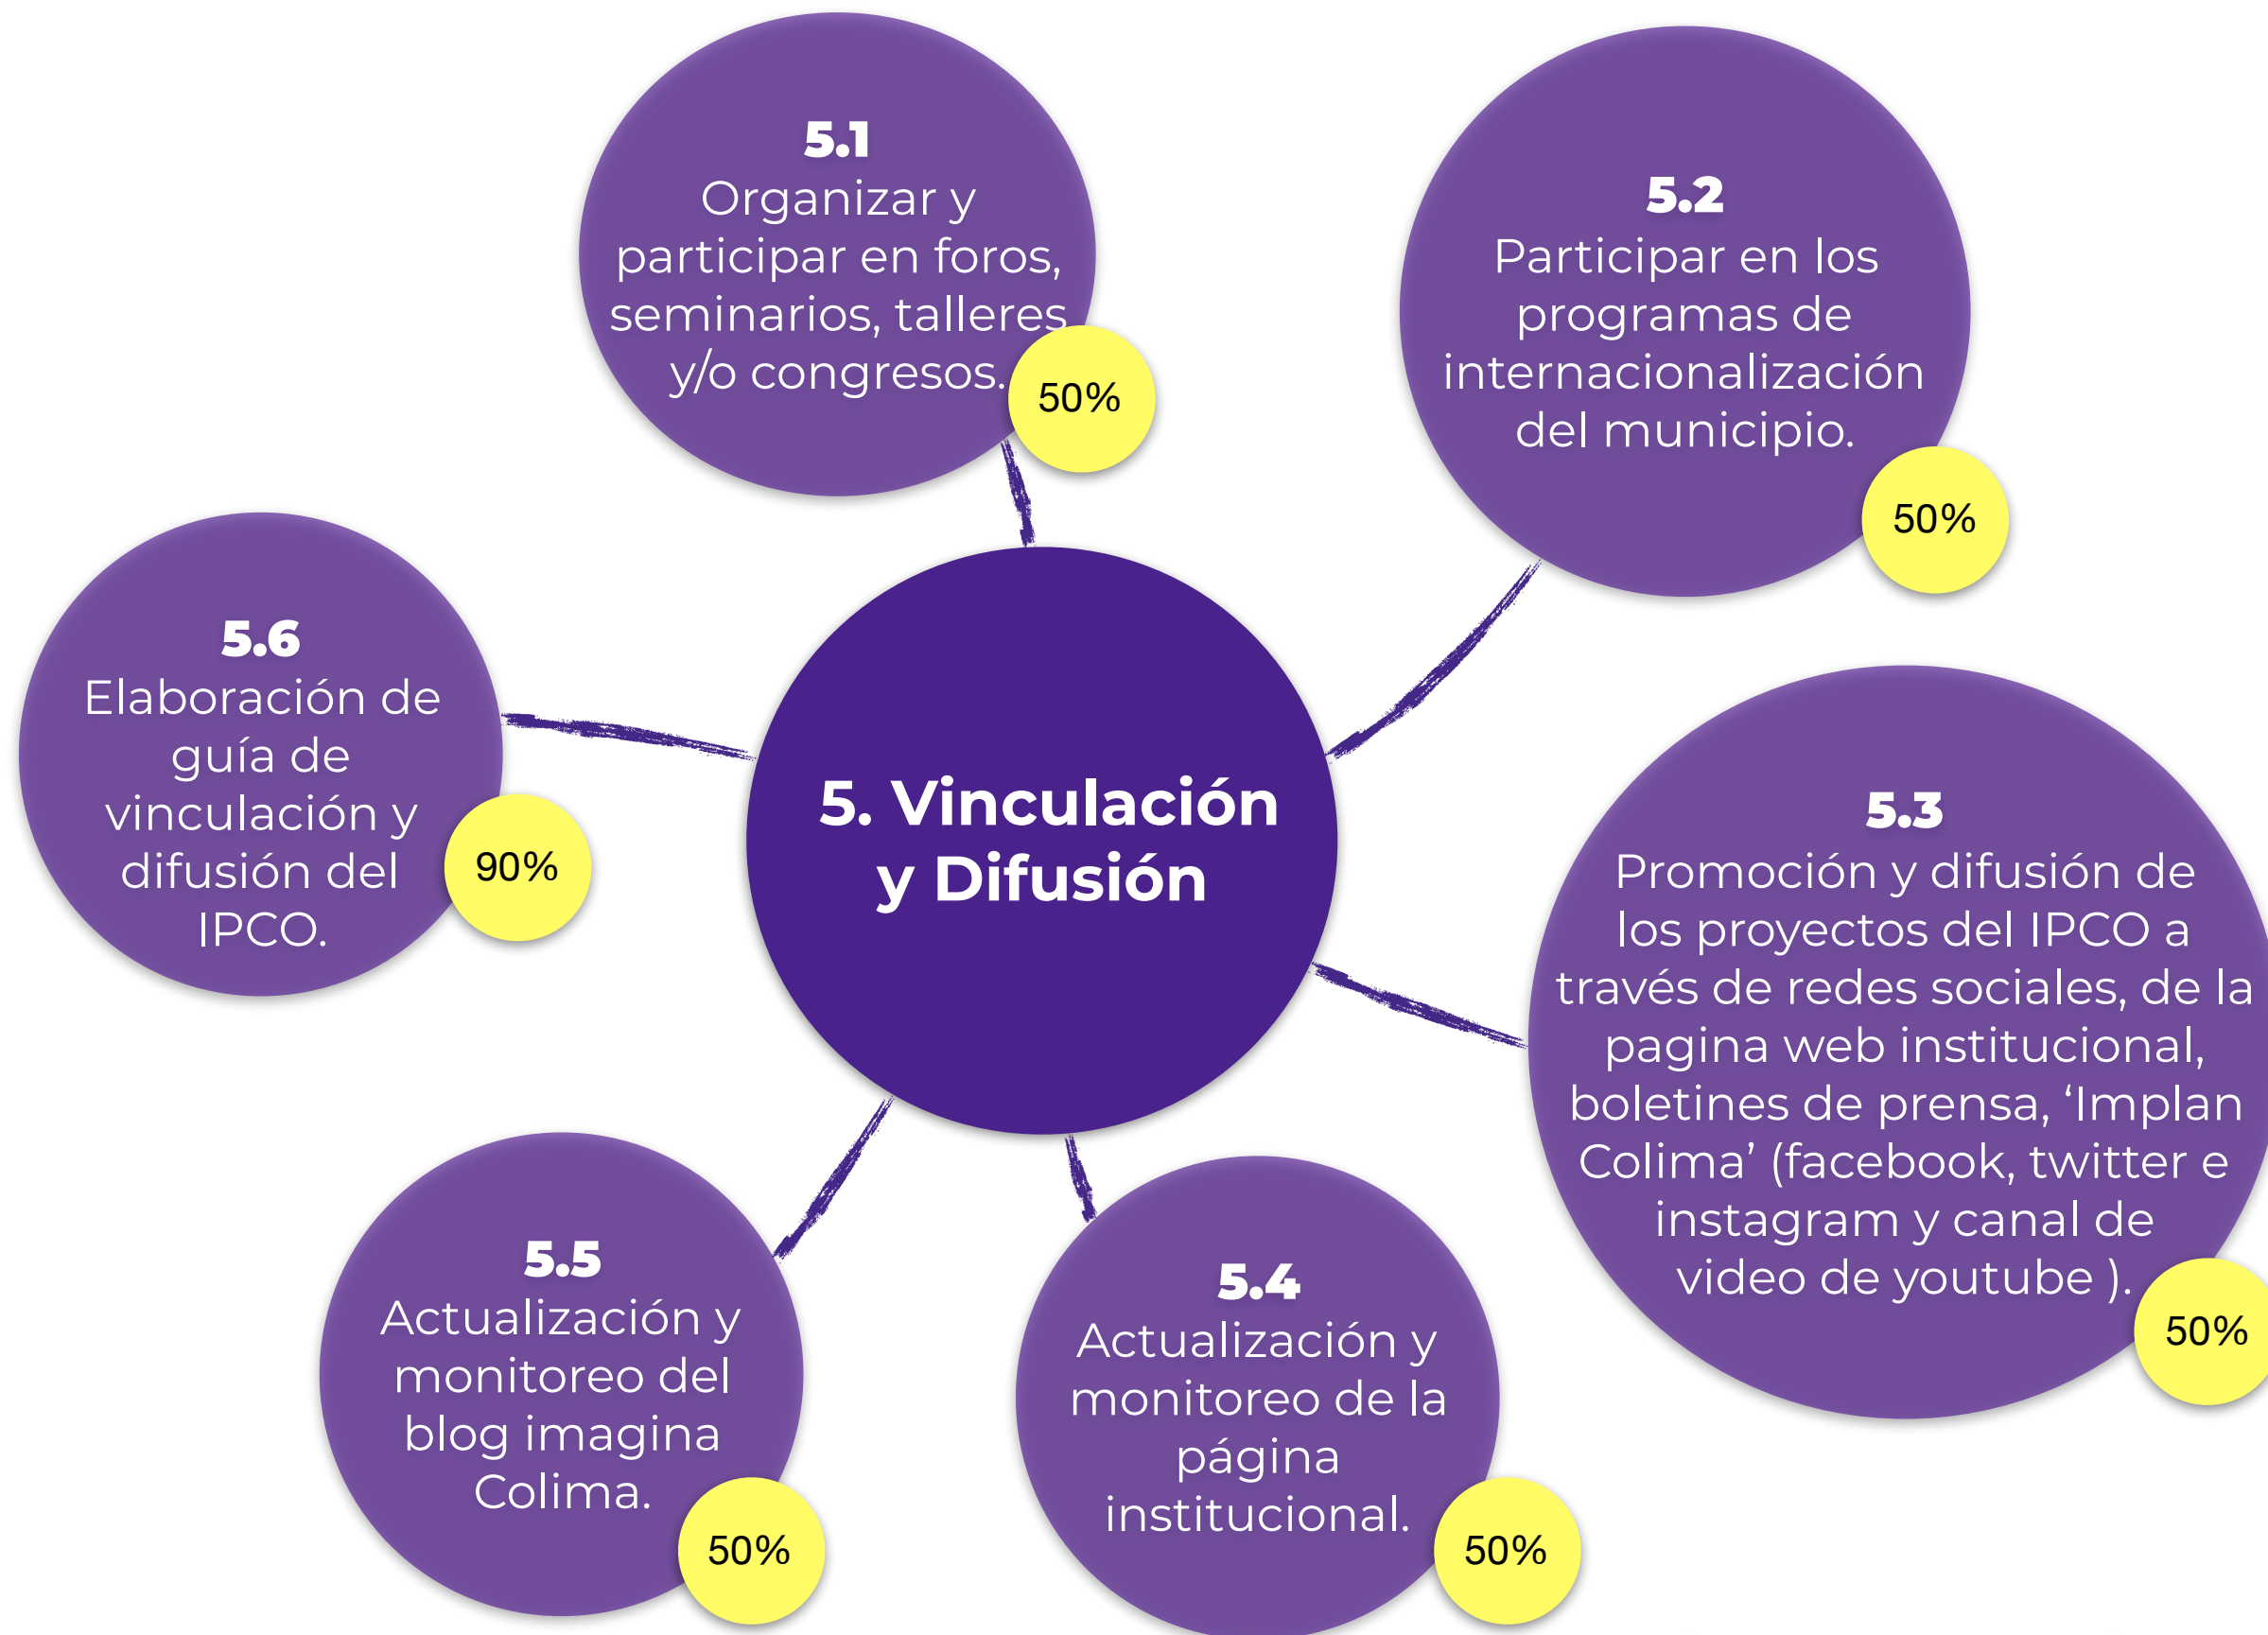 5.1
Organizar y
participar en foros,
seminarios, talleres
y/o congresos.
50%
5.2
Participar en los
programas de
internacionalización
del municipio.
50%
5.6
Elaboración de
guía de
vinculación y
difusión del
IPCO.
90%
5. Vinculación
y Difusión
5.3
Promoción y difusión de
los proyectos del IPCO a
través de redes sociales, de la
pagina web institucional,
boletines de prensa, ‘Implan
Colima’ (facebook, twitter e
instagram y canal de
video de youtube ).
50%
5.5
Actualización y
monitoreo del
blog imagina
Colima.
50%
5.4
Actualización y
monitoreo de la
página
institucional.
50%